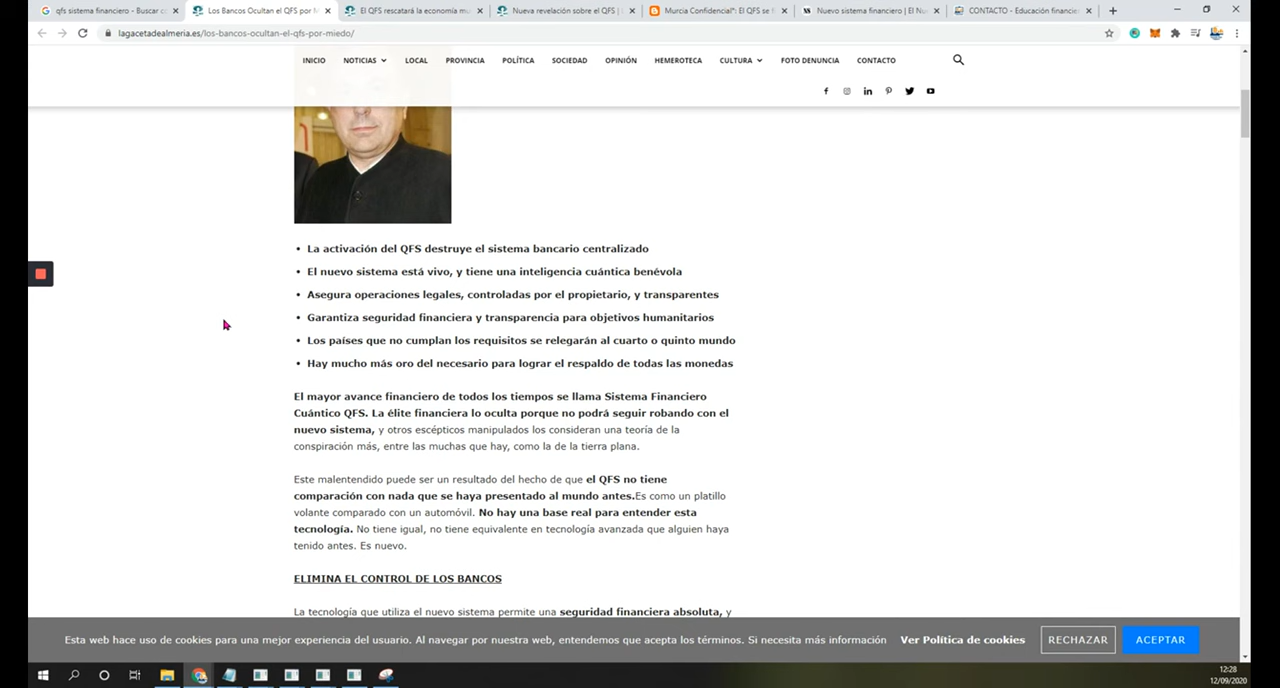 qfs sistema financiero - Buscar co
Los Bancos Ocultan el QFS por M
El QFS rescatará la economía mu
Nueva revelación sobre el QFS | L
Murcia Confidencial": El QFS se
Nuevo sistema financiero | El Nu
CONTACTO - Educación financie
lagacetadealmeria.es/los-bancos-ocultan-el-qfs-por-miedo/
INICIO NOTICIAS LOCAL PROVINCIA POLÍTICA SOCIEDAD OPINIÓN HEMEROTECA CULTURA FOTO DENUNCIA CONTACTO
• La activación del QFS destruye el sistema bancario centralizado
• El nuevo sistema está vivo, y tiene una inteligencia cuántica benévola
• Asegura operaciones legales, controladas por el propietario, y transparentes
• Garantiza seguridad financiera y transparencia para objetivos humanitarios
• Los países que no cumplan los requisitos se relegarán al cuarto o quinto mundo
• Hay mucho más oro del necesario para lograr el respaldo de todas las monedas
El mayor avance financiero de todos los tiempos se llama Sistema Financiero
Cuántico QFS. La élite financiera lo oculta porque no podrá seguir robando con el
nuevo sistema, y otros escépticos manipulados los consideran una teoría de la
conspiración más, entre las muchas que hay, como la de la tierra plana.
Este malentendido puede ser un resultado del hecho de que el QFS no tiene
comparación con nada que se haya presentado al mundo antes.Es como un platillo
volante comparado con un automóvil. No hay una base real para entender esta
tecnología. No tiene igual, no tiene equivalente en tecnología avanzada que alguien haya
tenido antes. Es nuevo.
ELIMINA EL CONTROL DE LOS BANCOS
La tecnología que utiliza el nuevo sistema permite una seguridad financiera absoluta, y
Esta web hace uso de cookies para una mejor experiencia del usuario. Al navegar por nuestra web, entendemos que acepta los términos. Si necesita más información Ver Política de cookies RECHAZAR ACEPTAR
12:28
12/09/2020